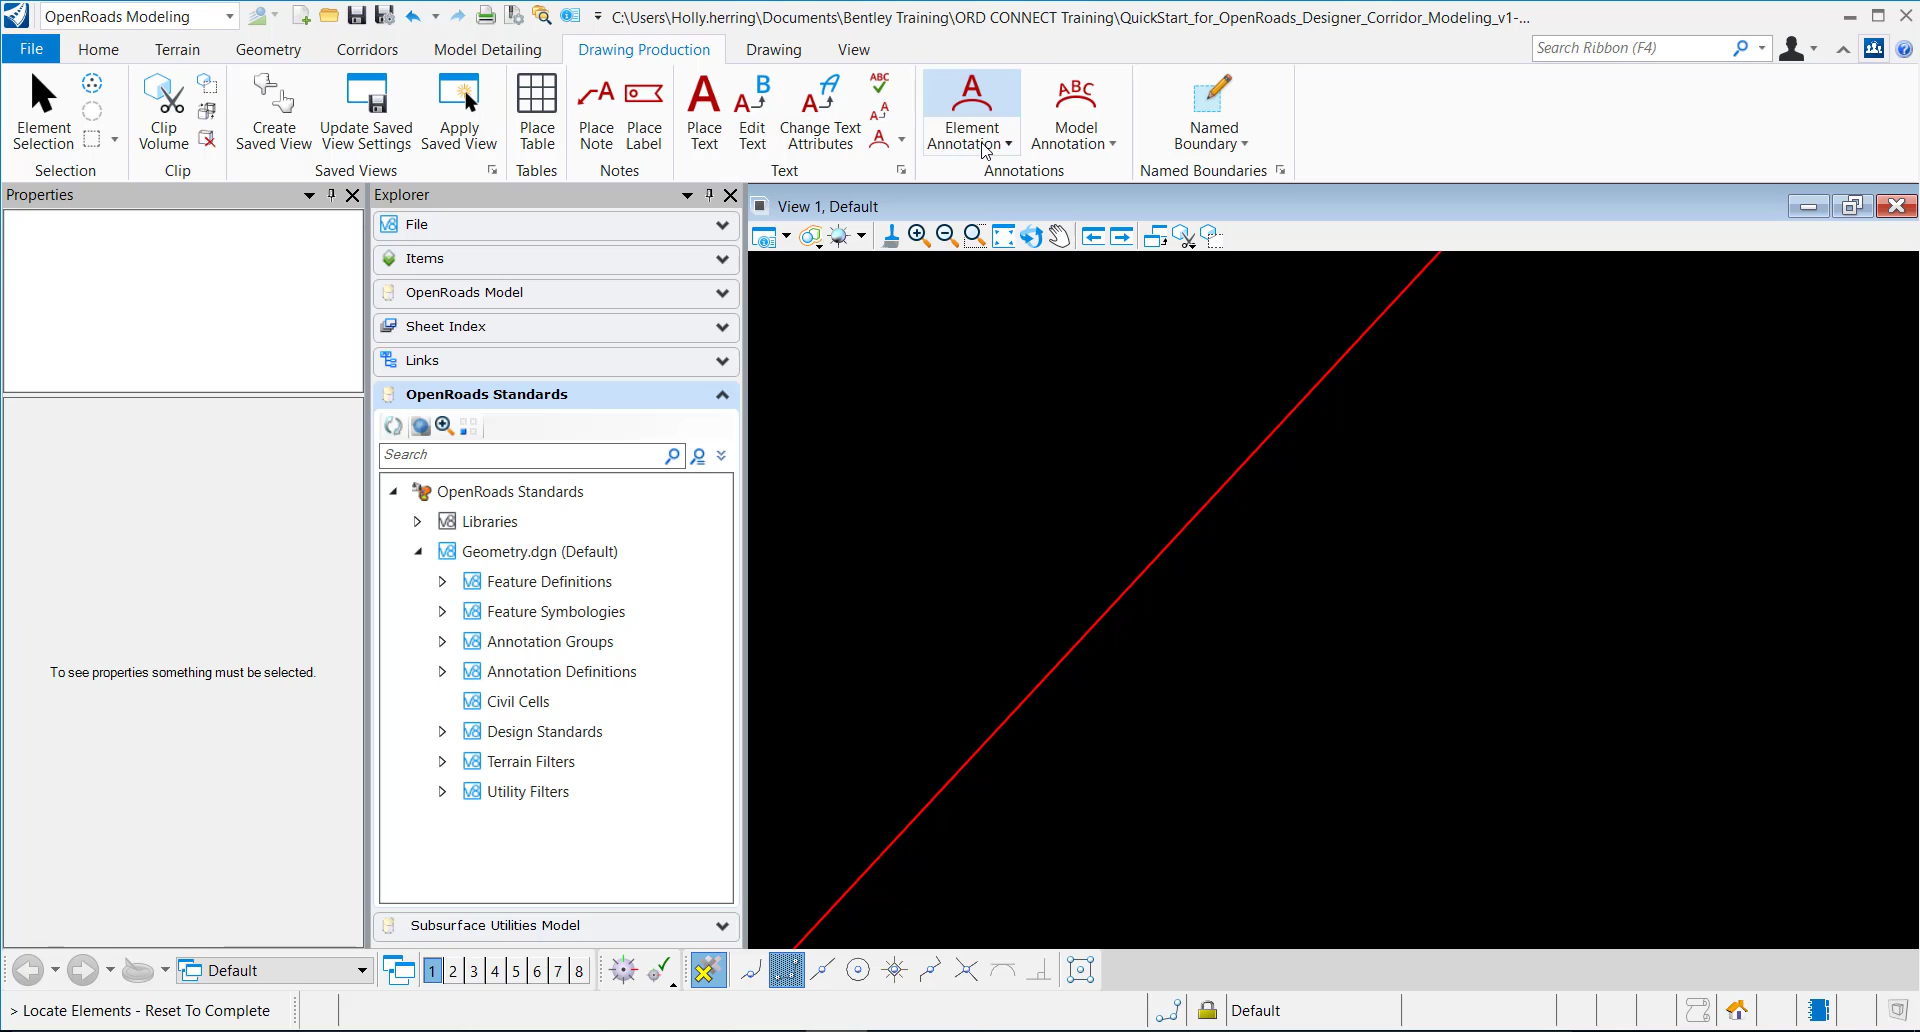 OpenRoads Modeling
C:\Users\Holly.herring\Documents\Bentley Training\ORD CONNECT Training\QuickStart_for_OpenRoads_Designer_Corridor_Modeling_v1-...
File Home Terrain Geometry Corridors Model Detailing Drawing Production Drawing View
Search Ribbon (F4)
Element Selection
Clip Volume
Create Saved View
Update Saved View Settings
Apply Saved View
Place Table
Place Note
Place Label
Place Text
Edit Text
Change Text Attributes
ABC
Element Annotation
ABC
Model Annotation
Named Boundary
Selection Clip Saved Views Tables Notes Text Annotations Named Boundaries
Properties
To see properties something must be selected.
Explorer
File
Items
OpenRoads Model
Sheet Index
Links
OpenRoads Standards
Search
OpenRoads Standards
Libraries
Geometry.dgn (Default)
Feature Definitions
Feature Symbologies
Annotation Groups
Annotation Definitions
Civil Cells
Design Standards
Terrain Filters
Utility Filters
Subsurface Utilities Model
View 1, Default
Default
1 2 3 4 5 6 7 8
> Locate Elements - Reset To Complete
Default